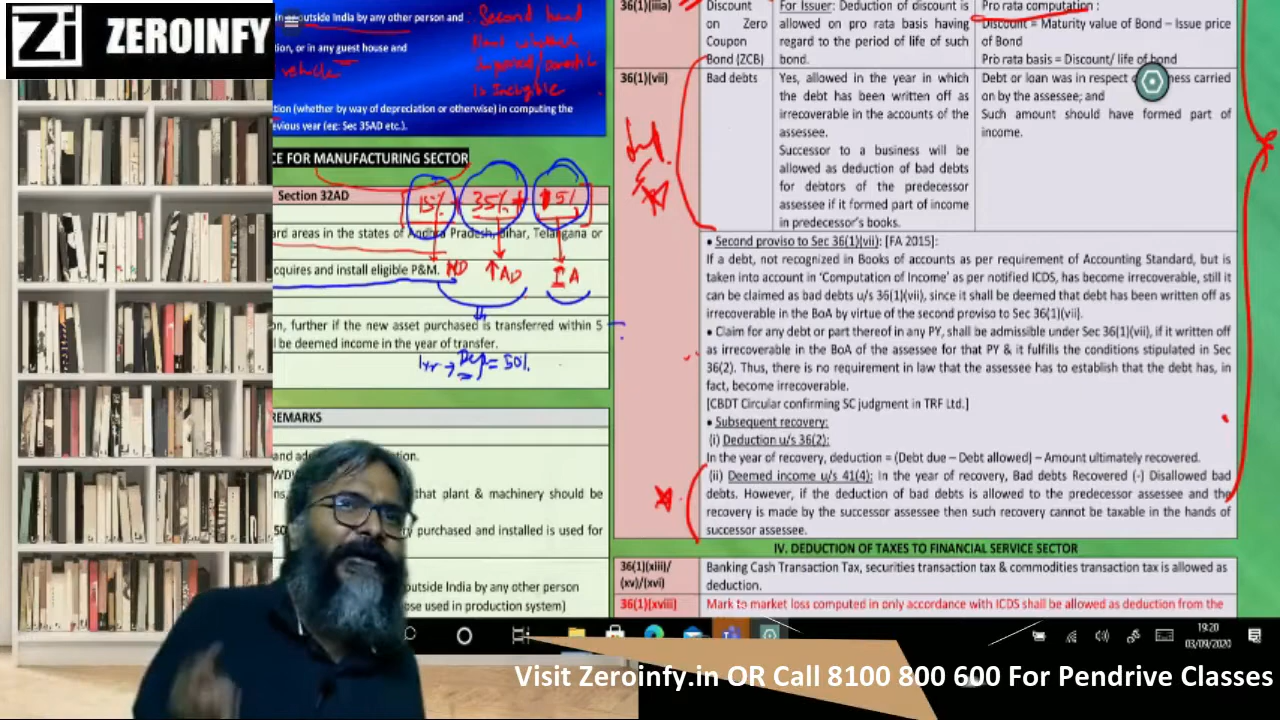 Zi ZEROINFY
outside India by any other person and
Second hand
tion, or in any guest house and
vehicle
is Ineligible
tion (whether by way of depreciation or otherwise) in computing the
evious year (eg: Sec 35AD etc.).
CE FOR MANUFACTURING SECTOR
Section 32AD
15% 35% + 15%
ard areas in the states of Andhra Pradesh, Bihar, Telangana or
cquires and install eligible P&M.
ND AD IA
on, further if the new asset purchased is transferred within 5
l be deemed income in the year of transfer.
1yr → Dep = 50%
REMARKS
that plant & machinery should be
ry purchased and installed is used for
outside India by any other person
ose used in production system)
36(1)(iiia)
Discount
on Zero
Coupon
Bond (ZCB)
For Issuer: Deduction of discount is
allowed on pro rata basis having
regard to the period of life of such
bond.
Pro rata computation :
Discount = Maturity value of Bond – Issue price
of Bond
Pro rata basis = Discount/ life of bond
36(1)(vii)
Bad debts
Yes, allowed in the year in which
the debt has been written off as
irrecoverable in the accounts of the
assessee.
Successor to a business will be
allowed as deduction of bad debts
for debtors of the predecessor
assessee if it formed part of income
in predecessor's books.
Debt or loan was in respect
ness carried
on by the assessee; and
Such amount should have formed part of
income.
• Second proviso to Sec 36(1)(vii): [FA 2015]:
If a debt, not recognized in Books of accounts as per requirement of Accounting Standard, but is
taken into account in 'Computation of Income' as per notified ICDS, has become irrecoverable, still it
can be claimed as bad debts u/s 36(1)(vii), since it shall be deemed that debt has been written off as
irrecoverable in the BoA by virtue of the second proviso to Sec 36(1)(vii).
• Claim for any debt or part thereof in any PY, shall be admissible under Sec 36(1)(vii), if it written off
as irrecoverable in the BoA of the assessee for that PY & it fulfills the conditions stipulated in Sec
36(2). Thus, there is no requirement in law that the assessee has to establish that the debt has, in
fact, become irrecoverable.
[CBDT Circular confirming SC judgment in TRF Ltd.]
• Subsequent recovery:
(i) Deduction u/s 36(2):
In the year of recovery, deduction = (Debt due – Debt allowed) – Amount ultimately recovered.
(ii) Deemed income u/s 41(4): In the year of recovery, Bad debts Recovered (-) Disallowed bad
debts. However, if the deduction of bad debts is allowed to the predecessor assessee and the
recovery is made by the successor assessee then such recovery cannot be taxable in the hands of
successor assessee.
IV. DEDUCTION OF TAXES TO FINANCIAL SERVICE SECTOR
36(1)(xiii)/
(xv)/(xvi)
Banking Cash Transaction Tax, securities transaction tax & commodities transaction tax is allowed as
deduction.
36(1)(xviii)
Mark to market loss computed in only accordance with ICDS shall be allowed as deduction from the
19:20
03/09/2020
Visit Zeroinfy.in OR Call 8100 800 600 For Pendrive Classes